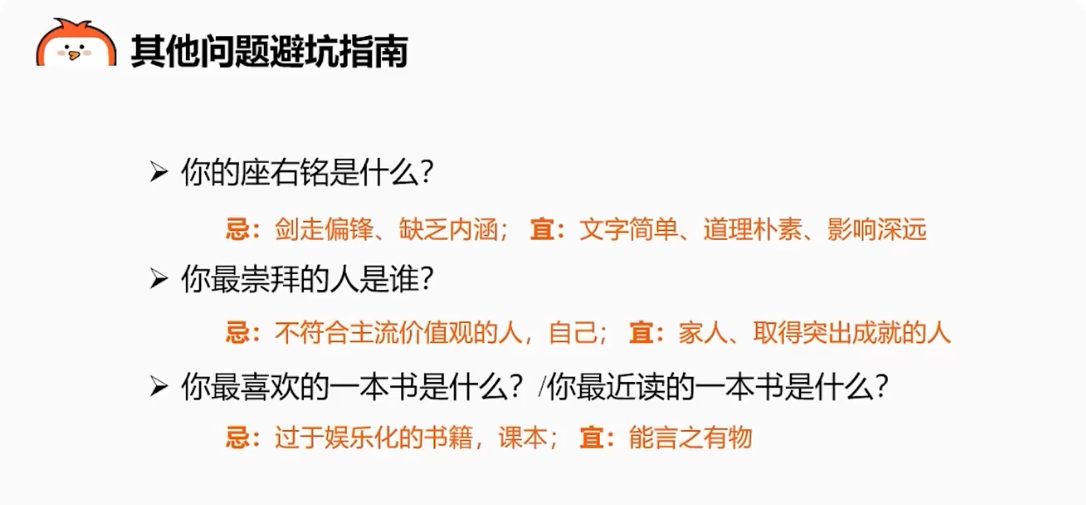 其他问题避坑指南
➢ 你的座右铭是什么？
忌：剑走偏锋、缺乏内涵； 宜：文字简单、道理朴素、影响深远
➢ 你最崇拜的人是谁？
忌：不符合主流价值观的人，自己； 宜：家人、取得突出成就的人
➢ 你最喜欢的一本书是什么？/你最近读的一本书是什么？
忌：过于娱乐化的书籍，课本； 宜：能言之有物